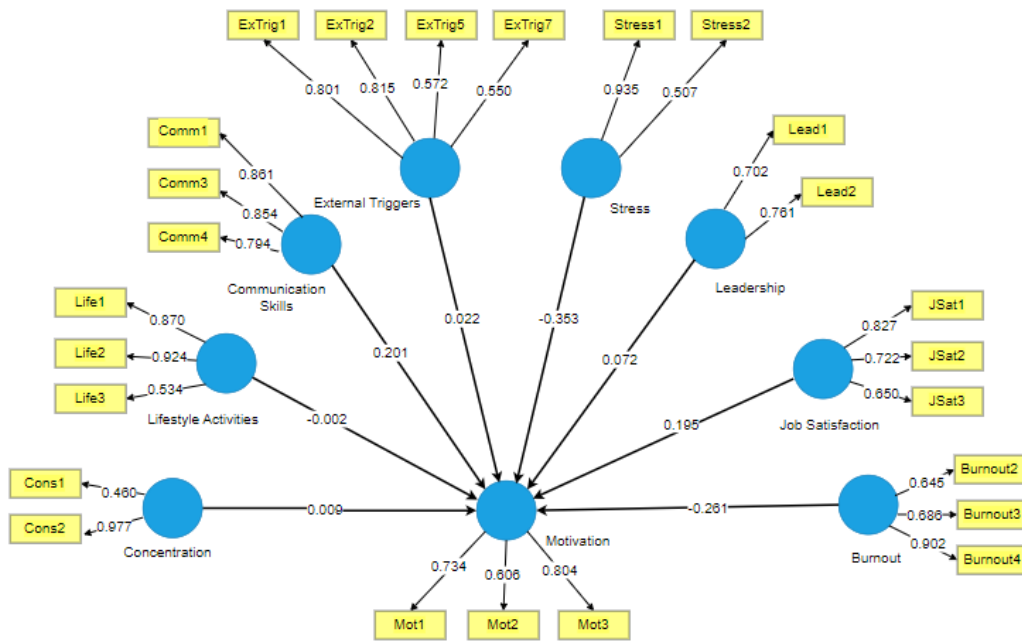 ExTrig1
ExTrig2
ExTrig5
ExTrig7
Stress1
Stress2
0.801
0.815
0.572
0.550
0.935
0.507
Comm1
Comm3
Comm4
0.861
0.854
0.794
External Triggers
Stress
Lead1
Lead2
0.702
0.761
Communication
Skills
Leadership
Life1
Life2
Life3
0.870
0.924
0.534
Lifestyle Activities
JSat1
JSat2
JSat3
0.827
0.722
0.650
Job Satisfaction
0.201
0.022
-0.353
0.072
-0.002
0.195
Cons1
Cons2
0.460
0.977
Concentration
0.009
Motivation
-0.261
Burnout
Burnout2
Burnout3
Burnout4
0.645
0.686
0.902
0.734
0.606
0.804
Mot1
Mot2
Mot3